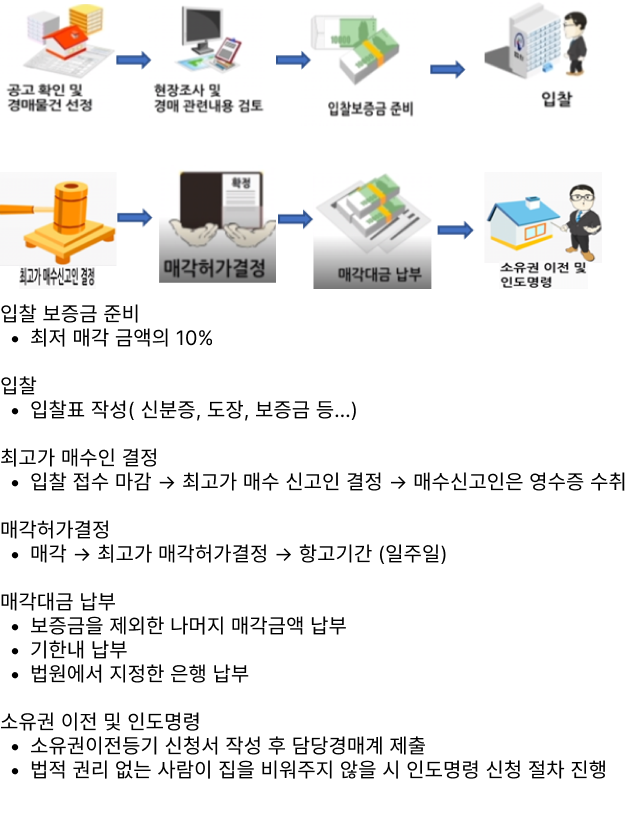 공고 확인 및
경매물건 선정
현장조사 및
경매 관련내용 검토
10000
입찰보증금 준비
입찰
최고가 매수신고인 결정
확정
매각허가결정
매각대금 납부
소유권 이전 및
인도명령
입찰 보증금 준비
• 최저 매각 금액의 10%
입찰
• 입찰표 작성( 신분증, 도장, 보증금 등...)
최고가 매수인 결정
• 입찰 접수 마감 → 최고가 매수 신고인 결정 → 매수신고인은 영수증 수취
매각허가결정
• 매각 → 최고가 매각허가결정 → 항고기간 (일주일)
매각대금 납부
• 보증금을 제외한 나머지 매각금액 납부
• 기한내 납부
• 법원에서 지정한 은행 납부
소유권 이전 및 인도명령
• 소유권이전등기 신청서 작성 후 담당경매계 제출
• 법적 권리 없는 사람이 집을 비워주지 않을 시 인도명령 신청 절차 진행